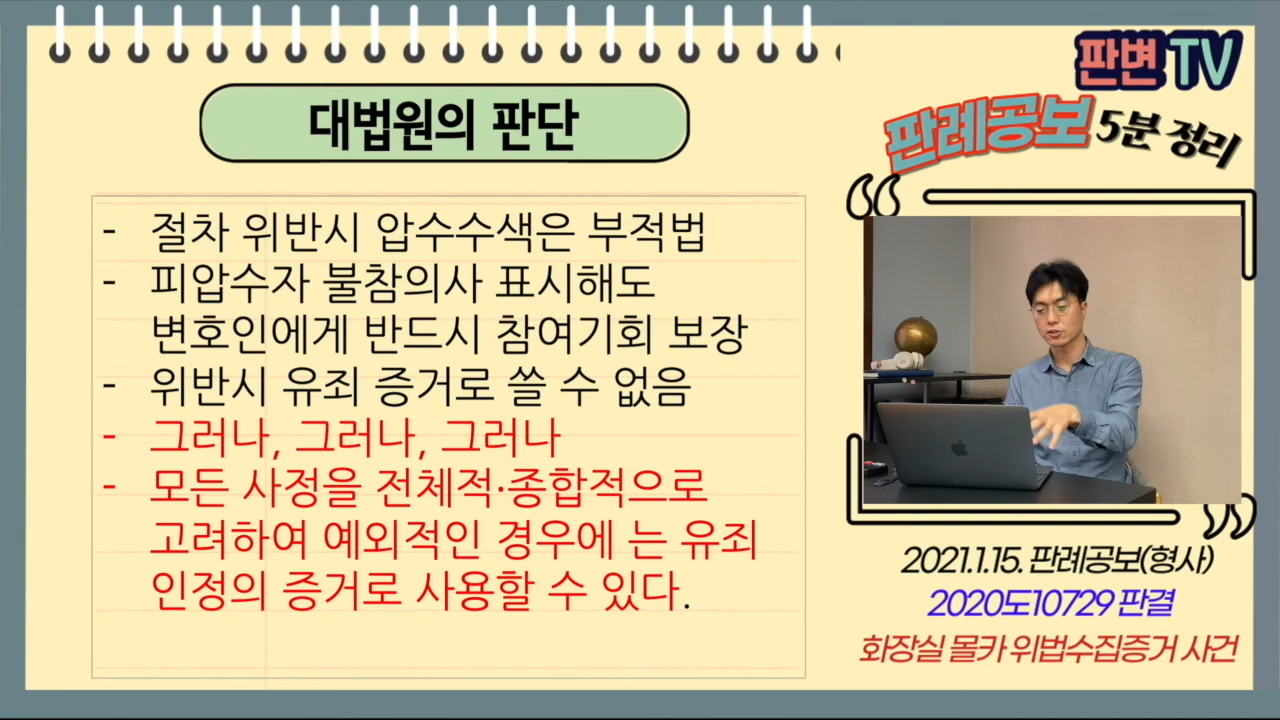 판변 TV
판례공보 5분 정리
대법원의 판단
- 절차 위반시 압수수색은 부적법
- 피압수자 불참의사 표시해도
변호인에게 반드시 참여기회 보장
- 위반시 유죄 증거로 쓸 수 없음
- 그러나, 그러나, 그러나
- 모든 사정을 전체적·종합적으로
고려하여 예외적인 경우에 는 유죄
인정의 증거로 사용할 수 있다.
2021.1.15. 판례공보(형사)
2020도10729 판결
화장실 몰카 위법수집증거 사건